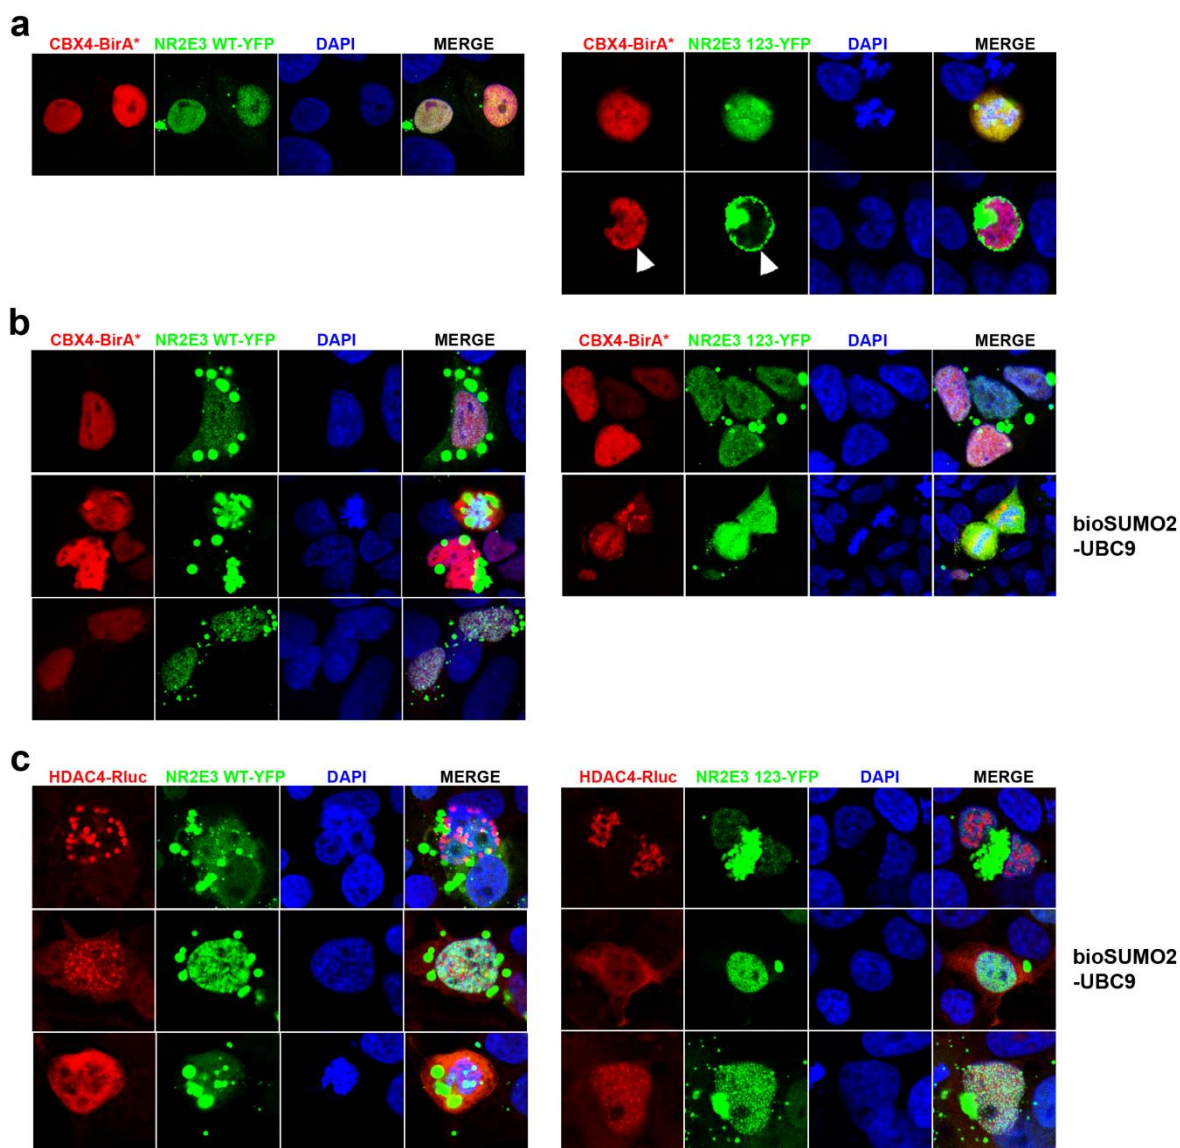 a
CBX4-BirA* NR2E3 WT-YFP DAPI MERGE
CBX4-BirA* NR2E3 123-YFP DAPI MERGE
b
CBX4-BirA* NR2E3 WT-YFP DAPI MERGE
CBX4-BirA* NR2E3 123-YFP DAPI MERGE
bioSUMO2
-UBC9
c
HDAC4-Rluc NR2E3 WT-YFP DAPI MERGE
HDAC4-Rluc NR2E3 123-YFP DAPI MERGE
bioSUMO2
-UBC9